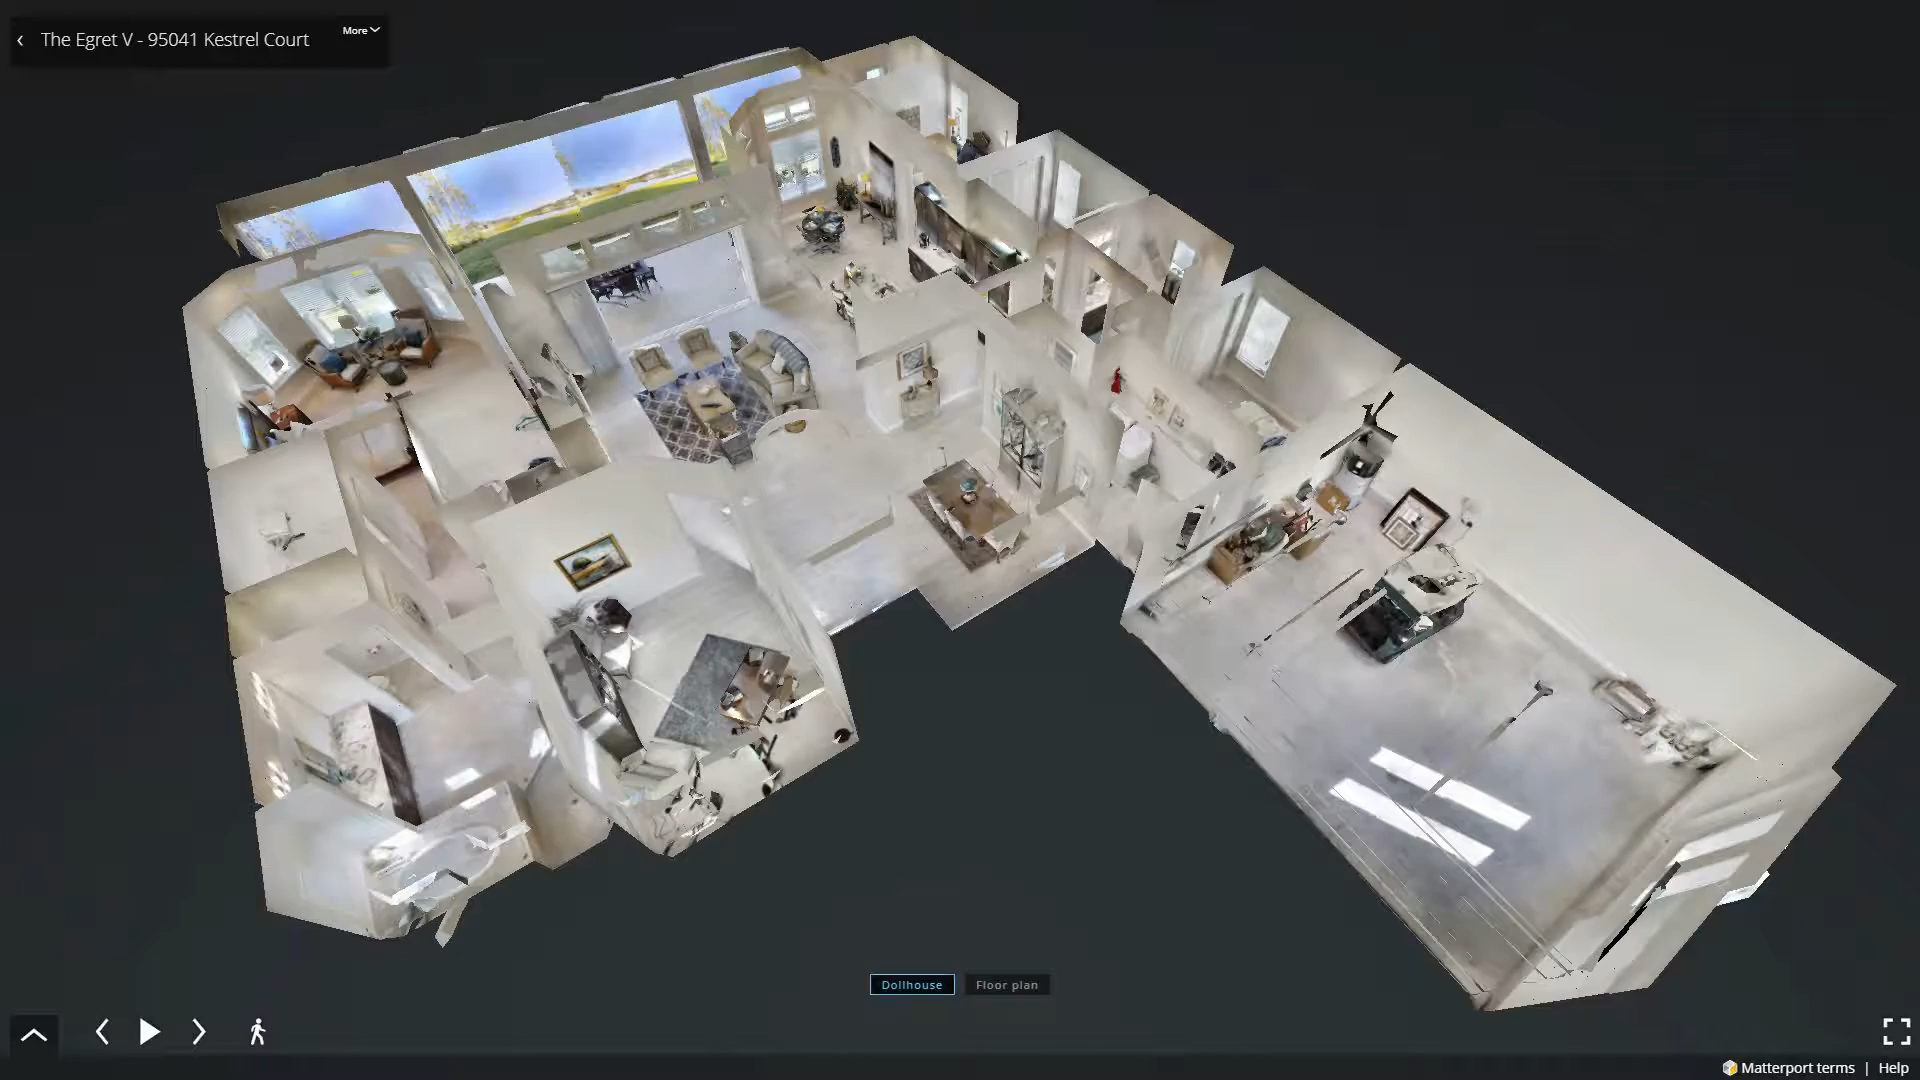 The Egret V - 95041 Kestrel Court
More
Dollhouse
Floor plan
Matterport terms | Help